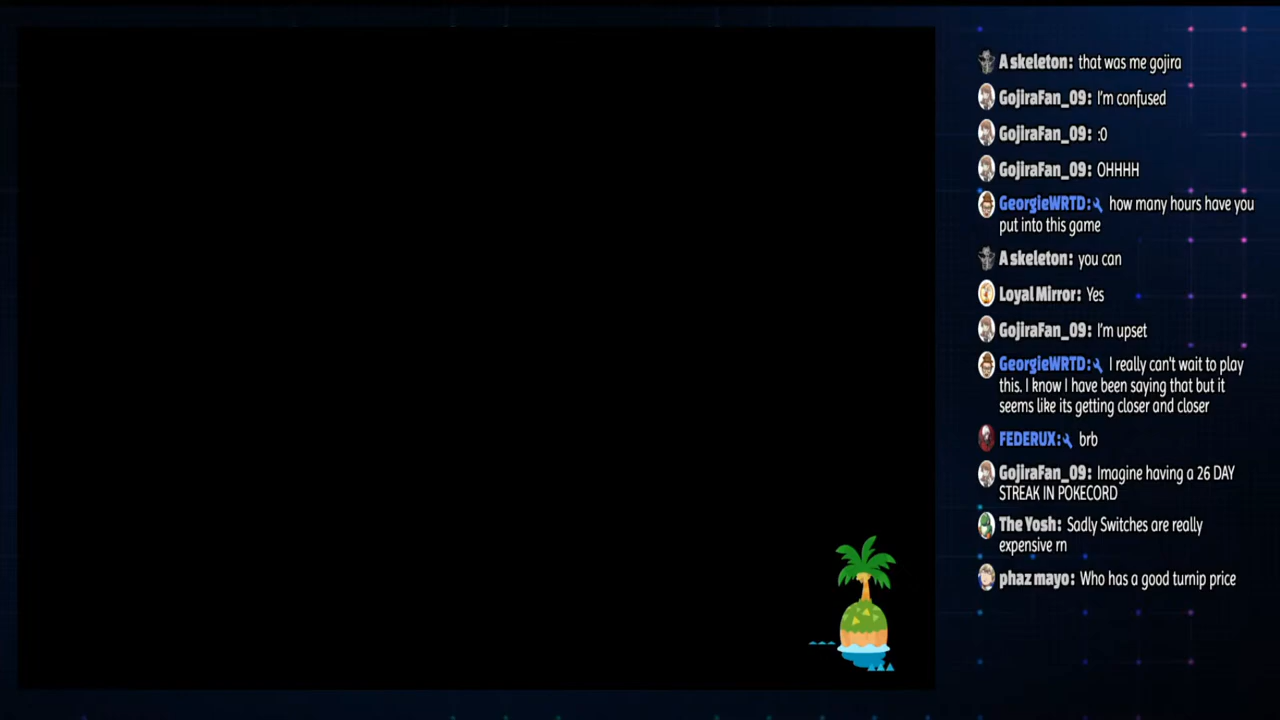 A skeleton: that was me gojira
GojiraFan_09: I'm confused
GojiraFan_09: :0
GojiraFan_09: OHHHH
GeorgieWRTD: how many hours have you
put into this game
A skeleton: you can
Loyal Mirror: Yes
GojiraFan_09: I'm upset
GeorgieWRTD: I really can't wait to play
this. I know I have been saying that but it
seems like its getting closer and closer
FEDERUX: brb
GojiraFan_09: Imagine having a 26 DAY
STREAK IN POKECORD
The Yosh: Sadly Switches are really
expensive rn
phaz mayo: Who has a good turnip price